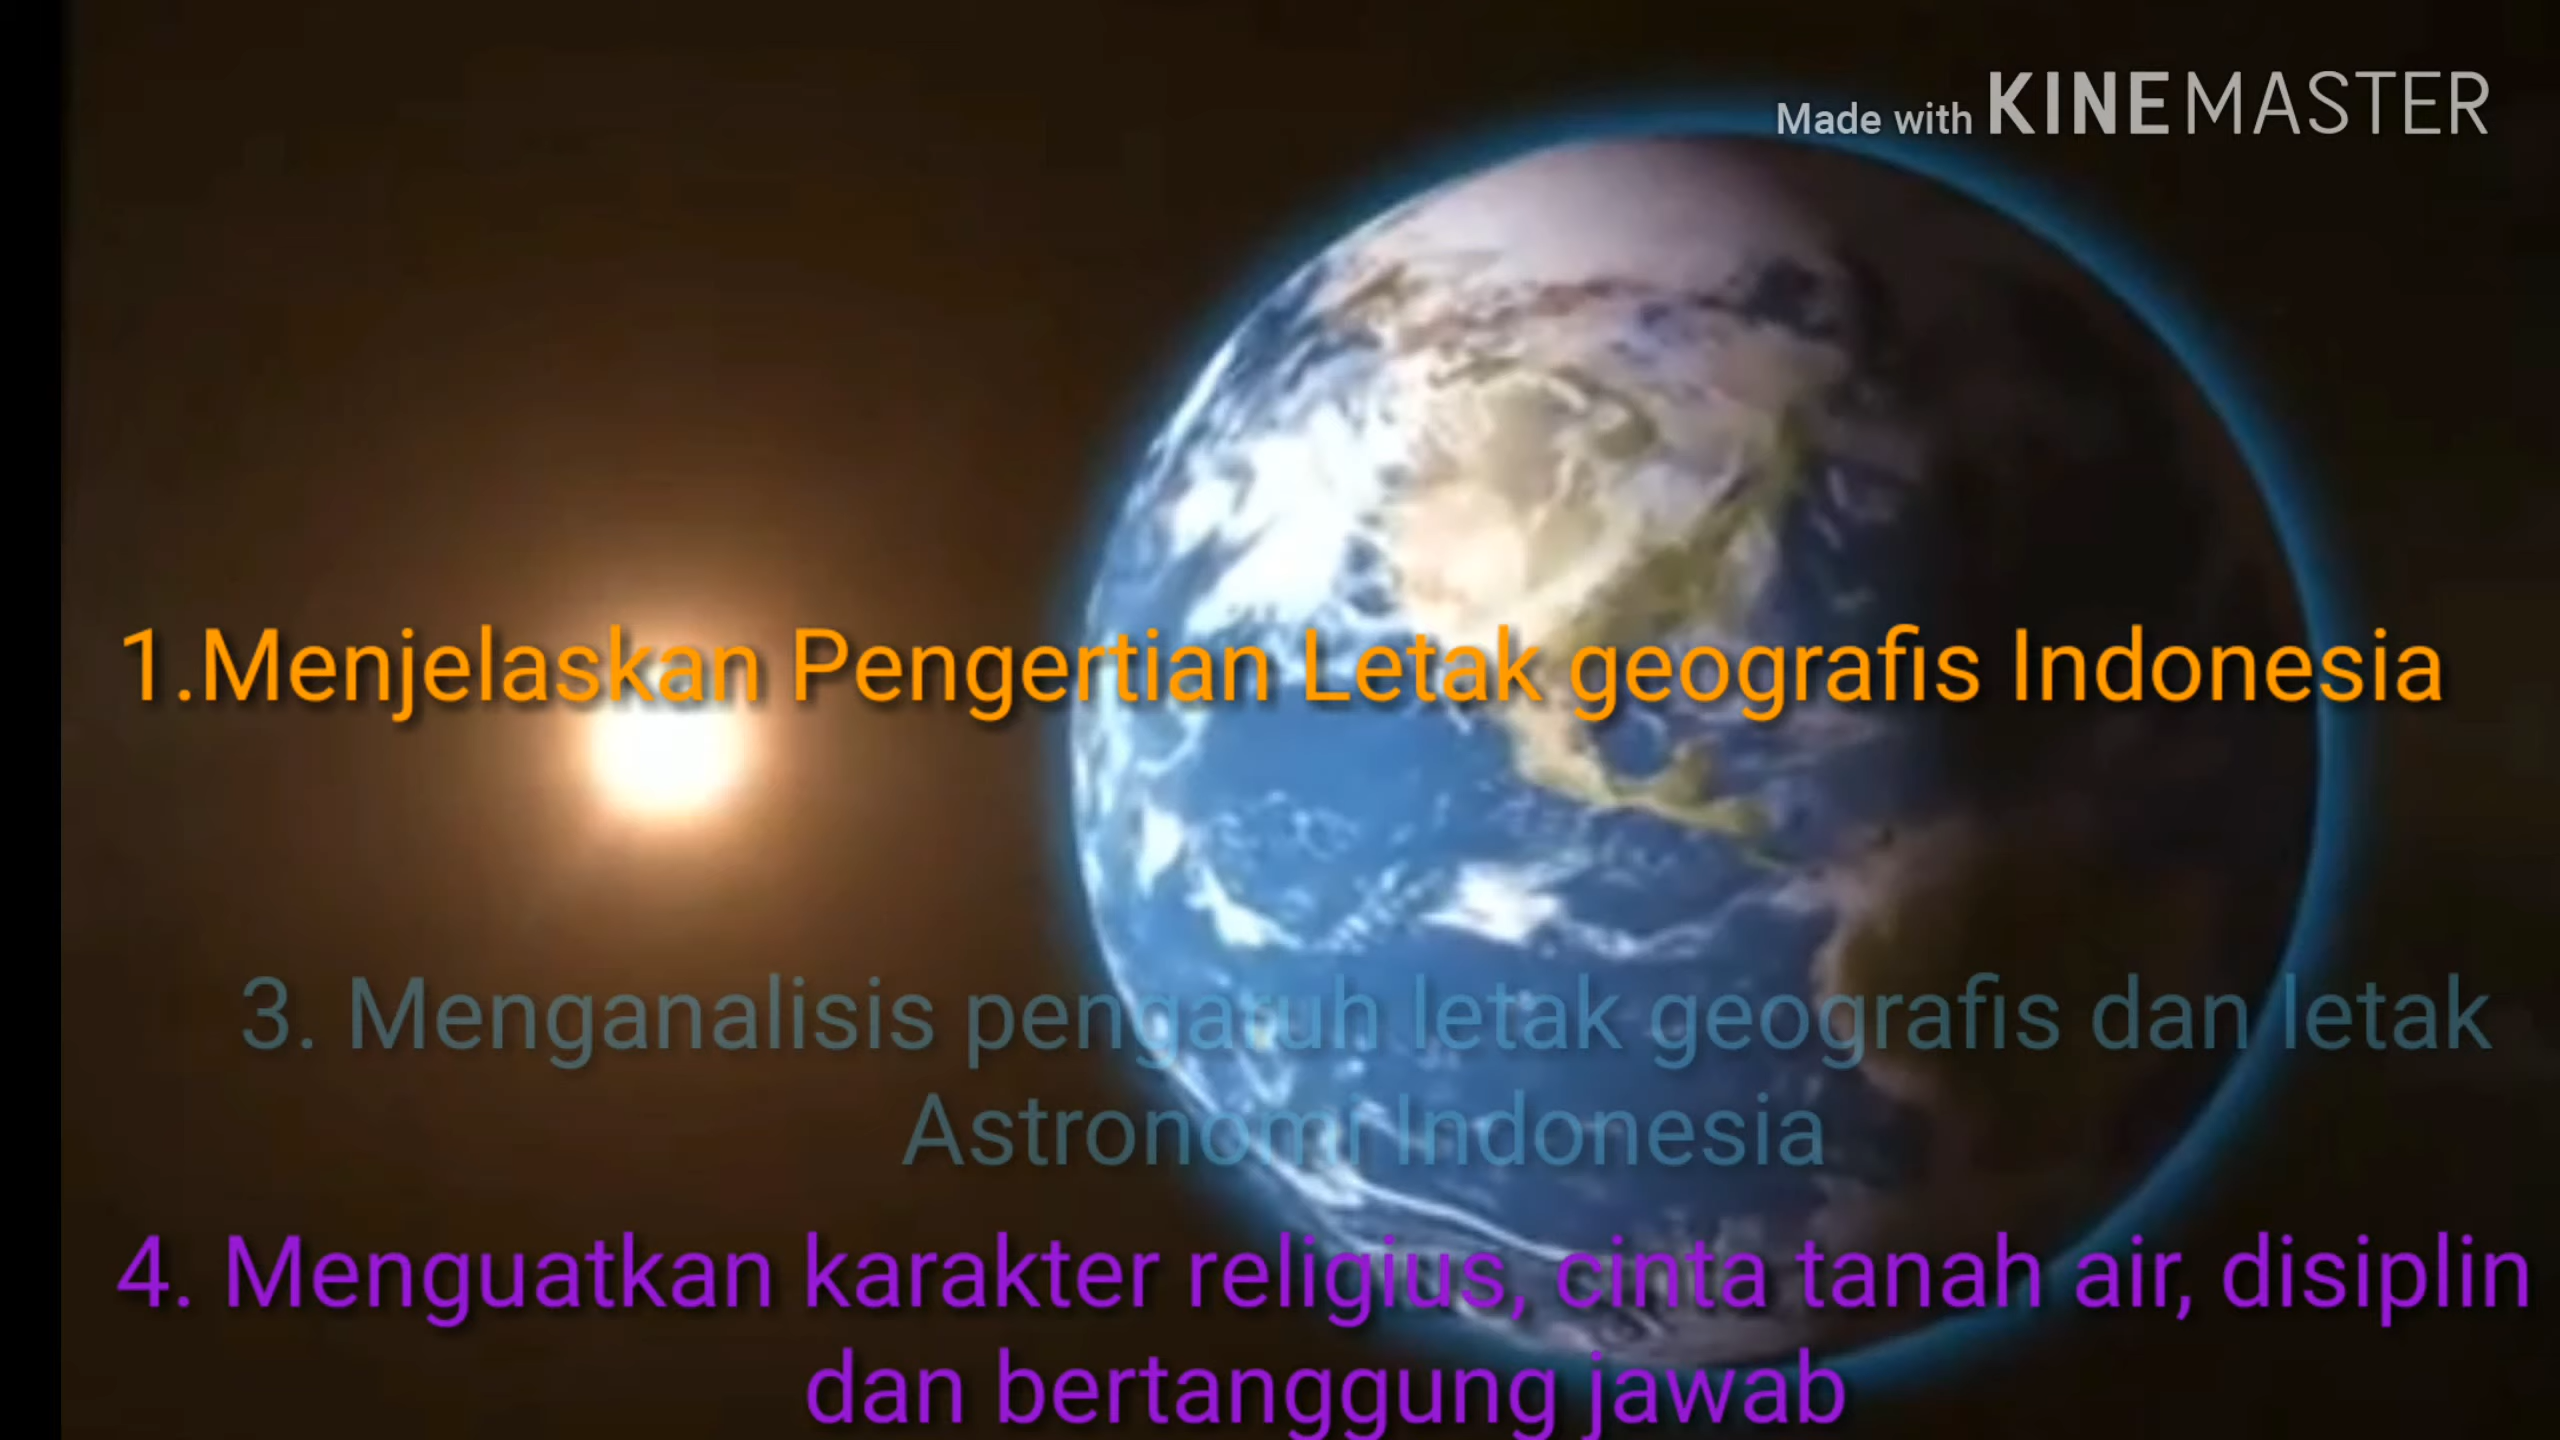 Made with KINEMASTER
1.Menjelaskan Pengertian Letak geografis Indonesia
3. Menganalisis pengaruh letak geografis dan letak
Astronomi Indonesia
4. Menguatkan karakter religius, cinta tanah air, disiplin
dan bertanggung jawab